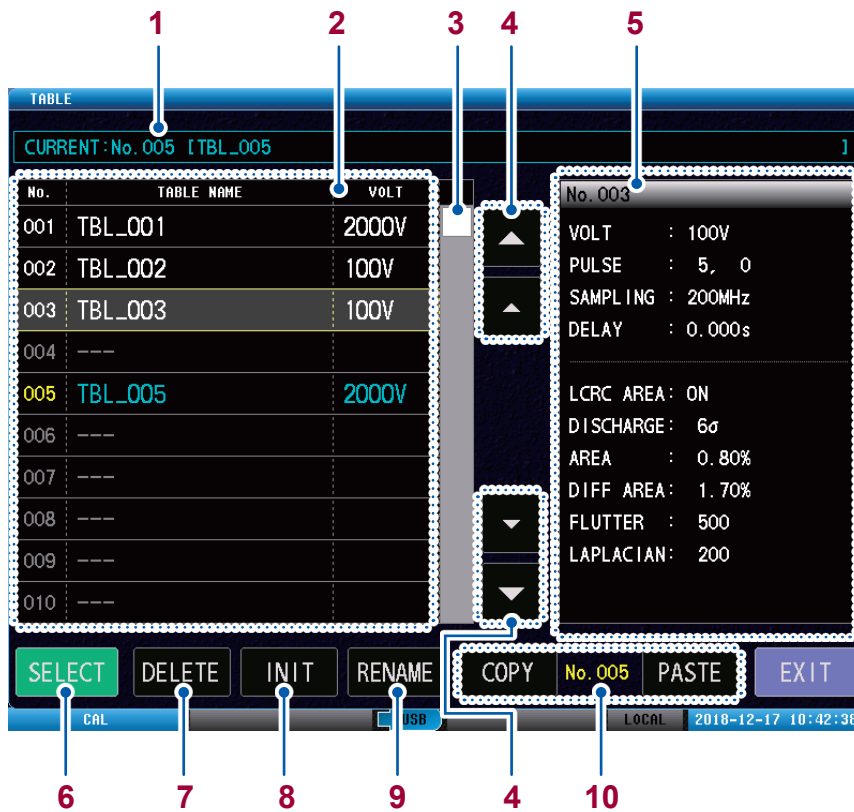 1 2 3 4 5
TABLE
CURRENT:No.005 [TBL_005 ]
No. TABLE NAME VOLT
001 TBL_001 2000V
002 TBL_002 100V
003 TBL_003 100V
004 ---
005 TBL_005 2000V
006 ---
007 ---
008 ---
009 ---
010 ---
No.003
VOLT : 100V
PULSE : 5, 0
SAMPLING : 200MHz
DELAY : 0.000s
LCRC AREA: ON
DISCHARGE: 6σ
AREA : 0.80%
DIFF AREA: 1.70%
FLUTTER : 500
LAPLACIAN: 200
SELECT DELETE INIT RENAME COPY No.005 PASTE EXIT
CAL USB LOCAL 2018-12-17 10:42:38
6 7 8 9 4 10